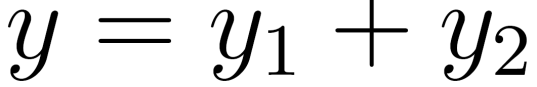 y = y₁ + y₂